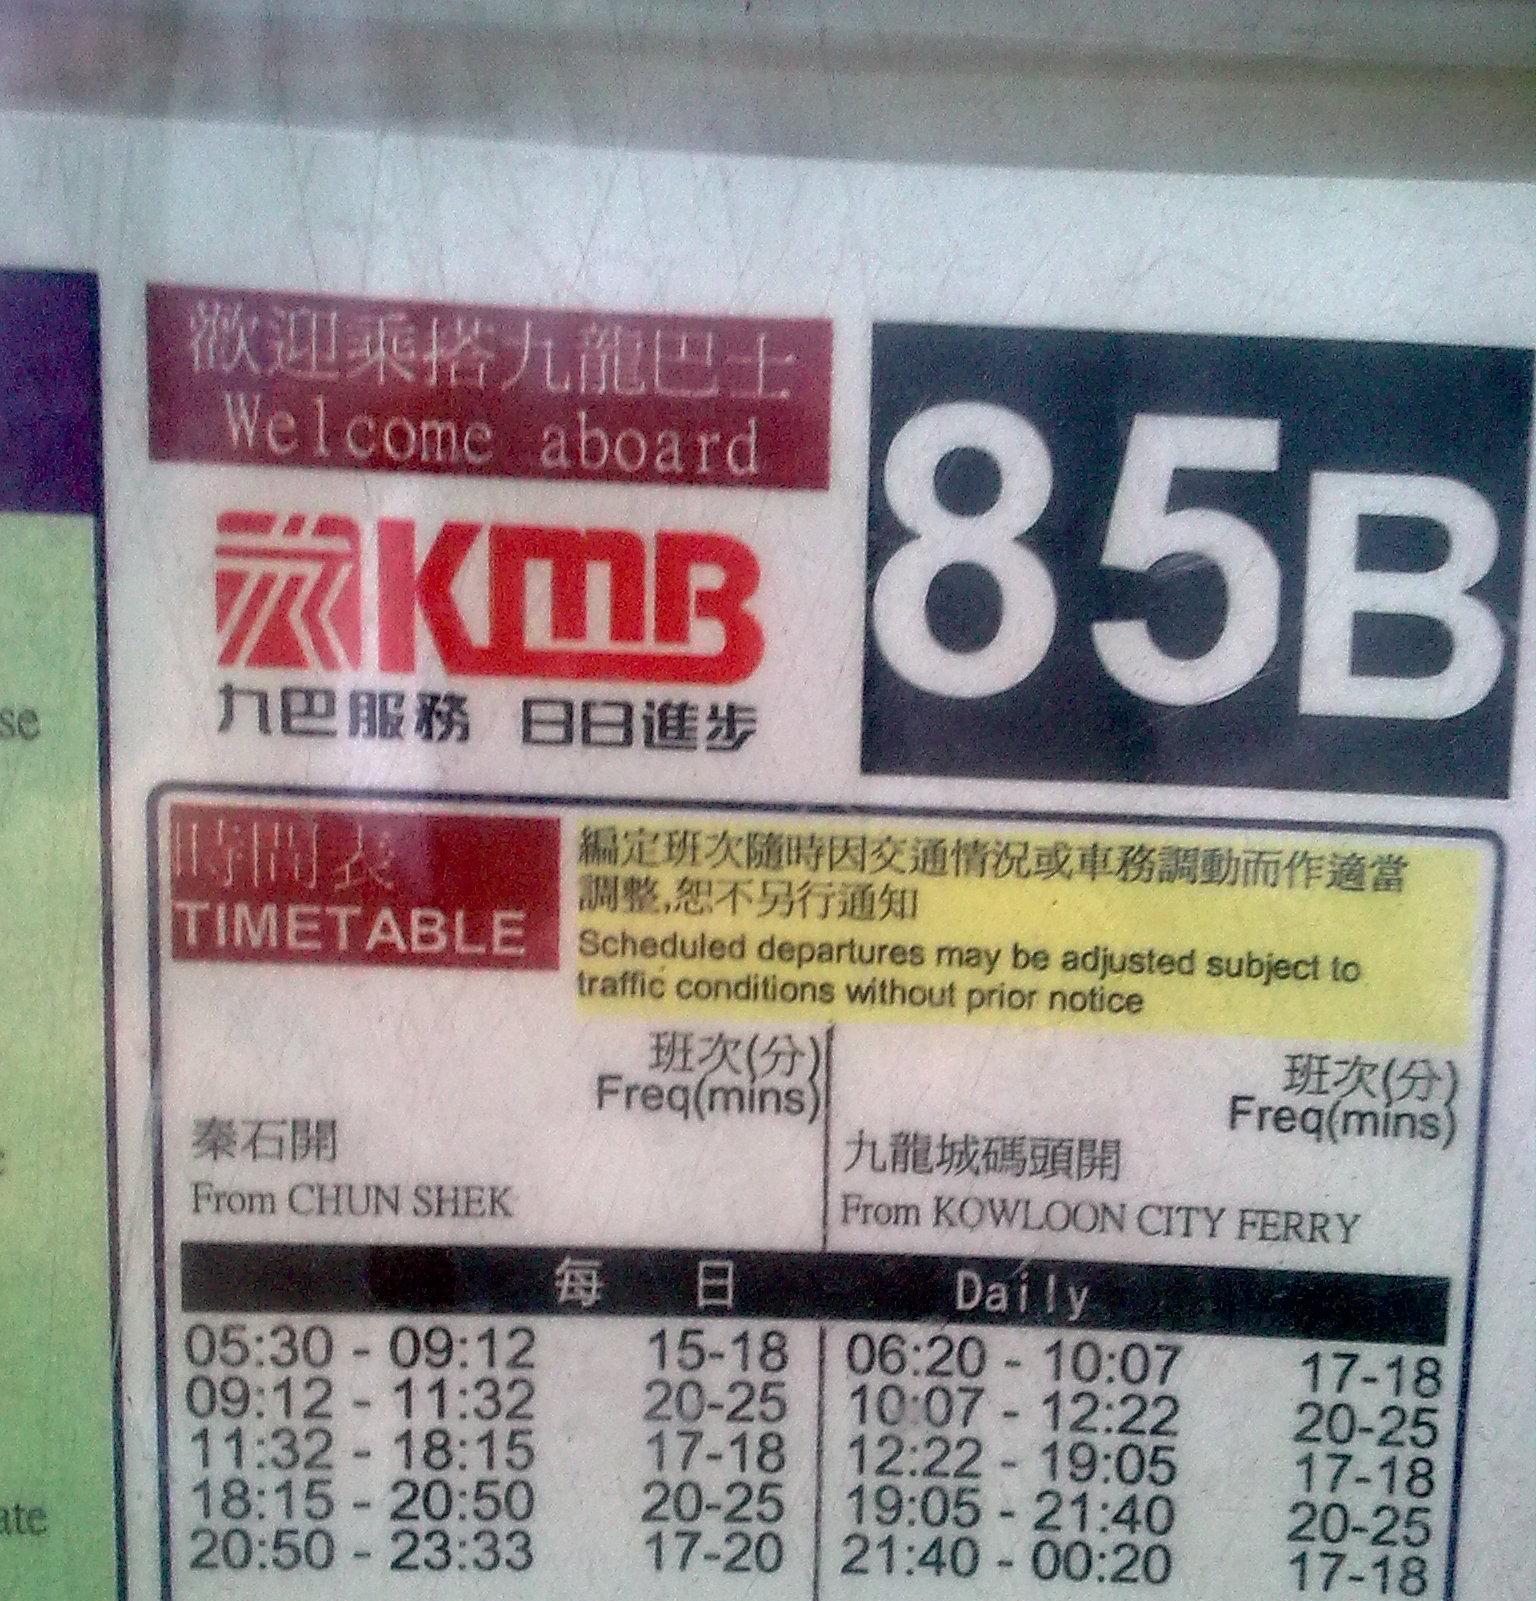 歡迎乘搭九龍巴士
Welcome aboard
KMB
九巴服務 日日進步
85B
se
時間表
TIMETABLE
編定班次隨時因交通情況或車務調動而作適當
調整,恕不另行通知
Scheduled departures may be adjusted subject to
traffic conditions without prior notice
班次(分)
Freq(mins)
秦石開
From CHUN SHEK
班次(分)
Freq(mins)
九龍城碼頭開
From KOWLOON CITY FERRY
每 日 Daily
05:30 - 09:12 15-18 06:20 - 10:07 17-18
09:12 - 11:32 20-25 10:07 - 12:22 20-25
11:32 - 18:15 17-18 12:22 - 19:05 17-18
18:15 - 20:50 20-25 19:05 - 21:40 20-25
20:50 - 23:33 17-20 21:40 - 00:20 17-18
ate